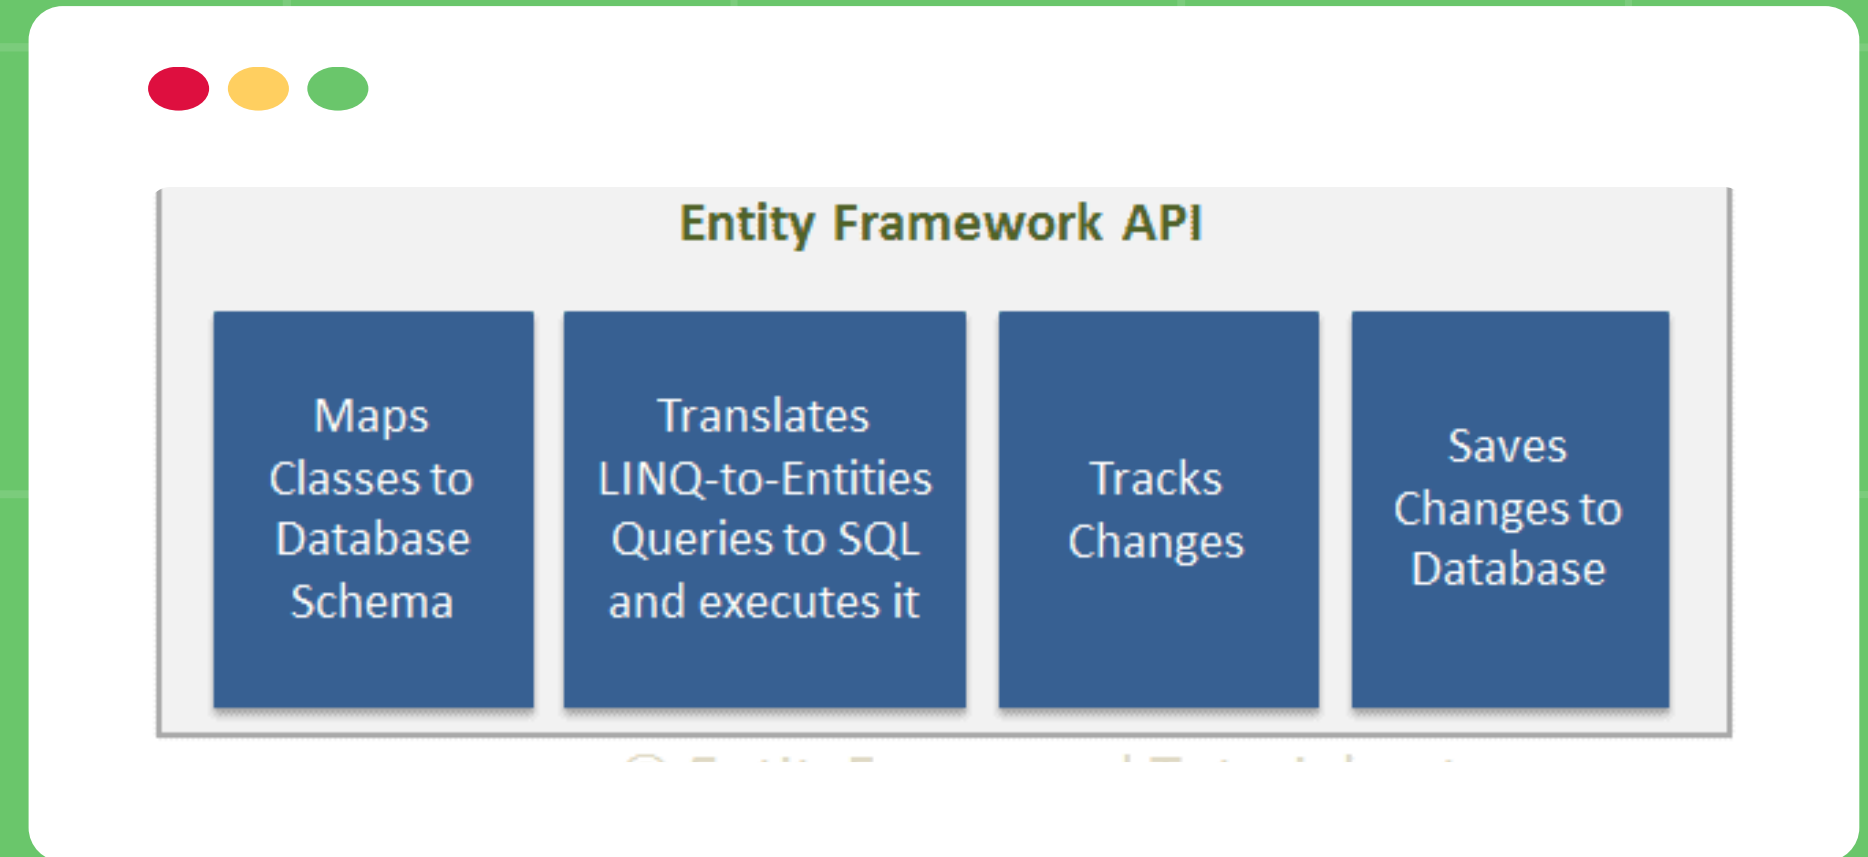 Entity Framework API
Maps
Classes to
Database
Schema
Translates
LINQ-to-Entities
Queries to SQL
and executes it
Tracks
Changes
Saves
Changes to
Database